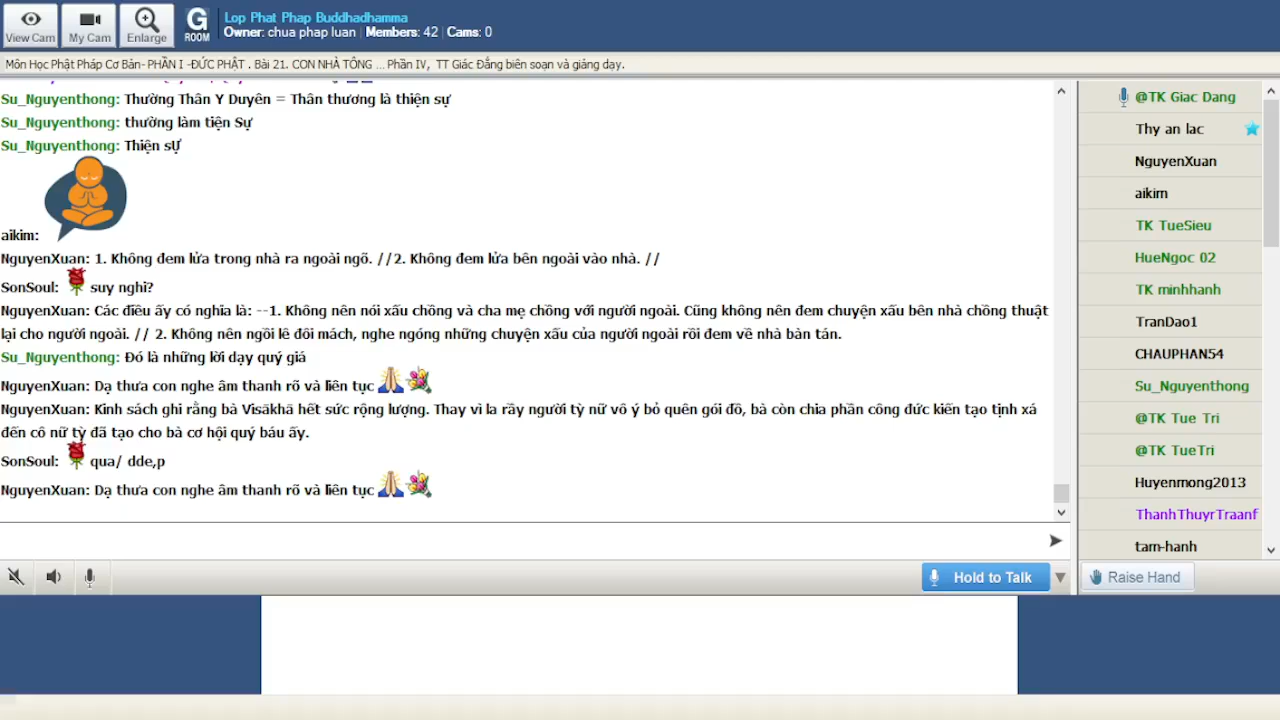 View Cam
My Cam
Enlarge
G
ROOM
Lop Phat Phap Buddhadhamma
Owner: chua phap luan | Members: 42 | Cams: 0
Môn Học Phật Pháp Cơ Bản- PHẦN I -ĐỨC PHẬT . Bài 21. CON NHÀ TÔNG ... Phần IV, TT Giác Đẳng biên soạn và giảng dạy.
Su_Nguyenthong: Thường Thân Y Duyên = Thân thương là thiện sự
Su_Nguyenthong: thường làm tiện Sự
Su_Nguyenthong: Thiện sỰ
aikim:
NguyenXuan: 1. Không đem lửa trong nhà ra ngoài ngõ. //2. Không đem lửa bên ngoài vào nhà. //
SonSoul: suy nghi?
NguyenXuan: Các điều ấy có nghĩa là: --1. Không nên nói xấu chồng và cha mẹ chồng với người ngoài. Cũng không nên đem chuyện xấu bên nhà chồng thuật
lại cho người ngoài. // 2. Không nên ngồi lê đôi mách, nghe ngóng những chuyện xấu của người ngoài rồi đem về nhà bàn tán.
Su_Nguyenthong: Đó là những lời dạy quý giá
NguyenXuan: Dạ thưa con nghe âm thanh rõ và liên tục
NguyenXuan: Kinh sách ghi rằng bà Visākhā hết sức rộng lượng. Thay vì la rầy người tỳ nữ vô ý bỏ quên gói đồ, bà còn chia phần công đức kiến tạo tịnh xá
đến cô nữ tỳ đã tạo cho bà cơ hội quý báu ấy.
SonSoul: qua/ dde,p
NguyenXuan: Dạ thưa con nghe âm thanh rõ và liên tục
@TK Giac Dang
Thy an lac
NguyenXuan
aikim
TK TueSieu
HueNgoc 02
TK minhhanh
TranDao1
CHAUPHAN54
Su_Nguyenthong
@TK Tue Tri
@TK TueTri
Huyenmong2013
ThanhThuyrTraanf
tam-hanh
Hold to Talk
Raise Hand